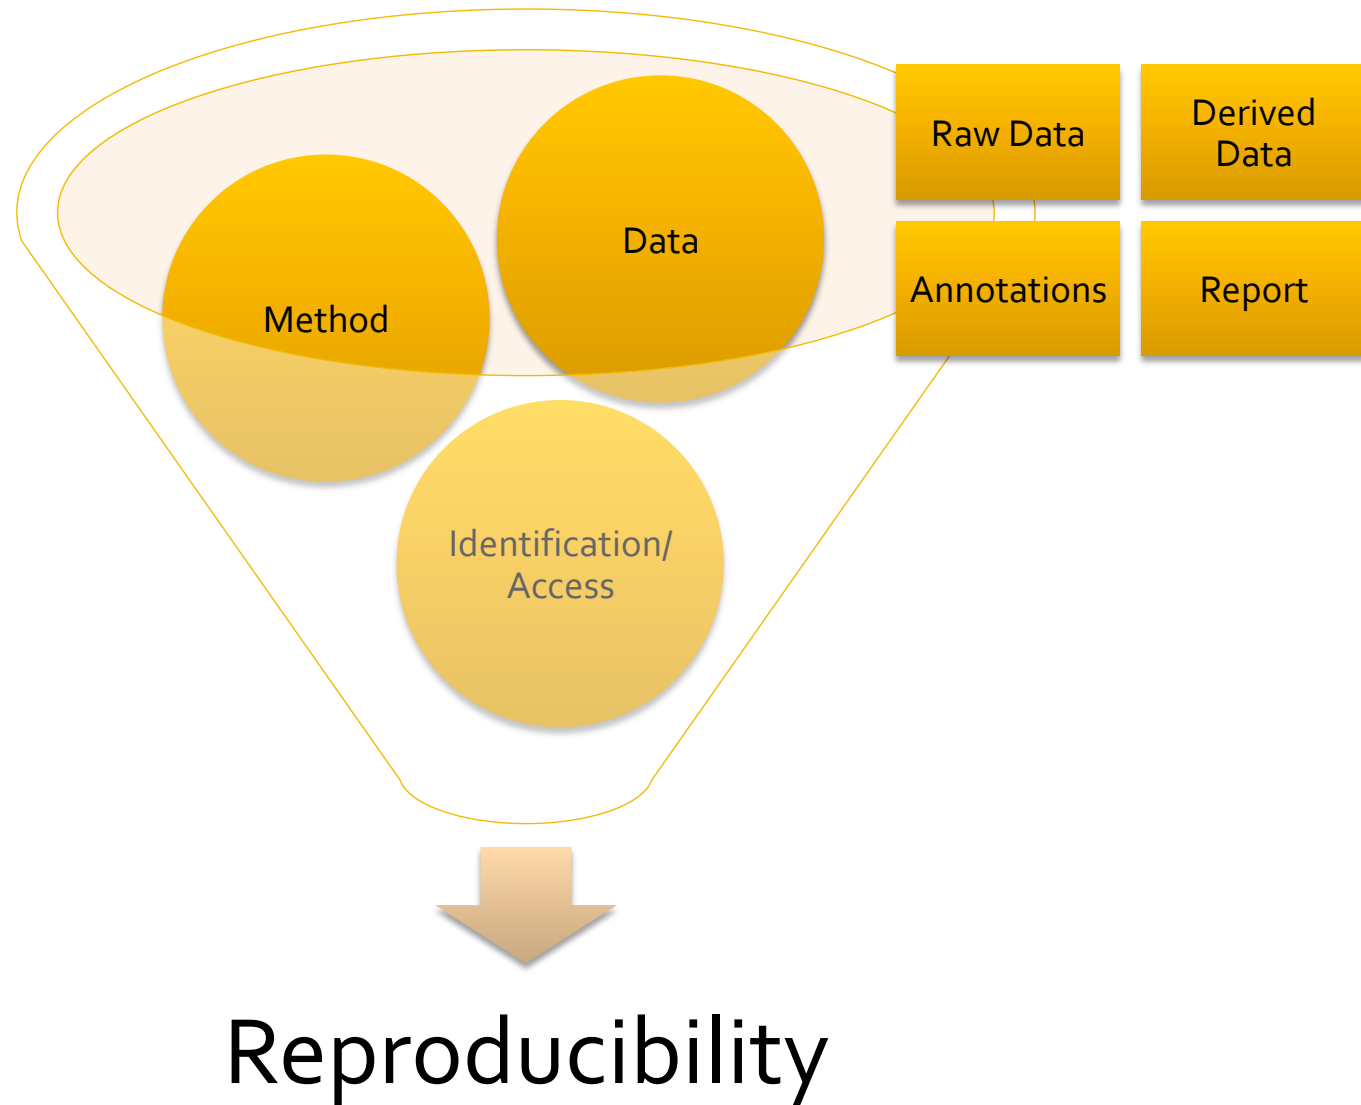 Raw Data
Derived
Data
Data
Method
Annotations
Report
Identification/
Access
Reproducibility